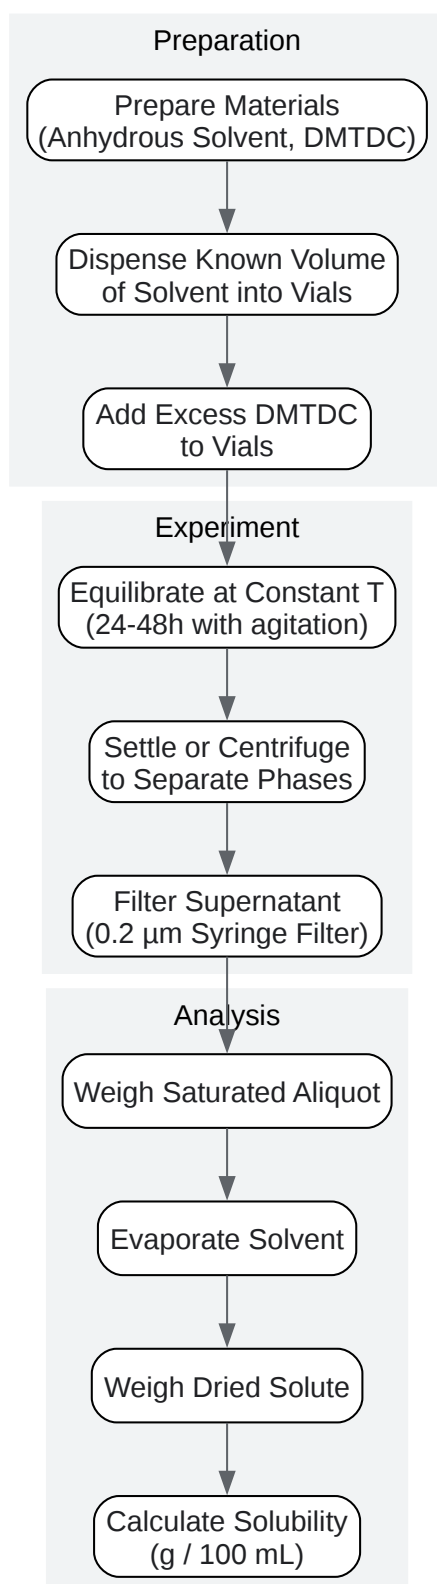 Preparation
Prepare Materials
(Anhydrous Solvent, DMTDC)
Dispense Known Volume
of Solvent into Vials
Add Excess DMTDC
to Vials
Experiment
Equilibrate at Constant T
(24-48h with agitation)
Settle or Centrifuge
to Separate Phases
Filter Supernatant
(0.2 µm Syringe Filter)
Analysis
Weigh Saturated Aliquot
Evaporate Solvent
Weigh Dried Solute
Calculate Solubility
(g / 100 mL)